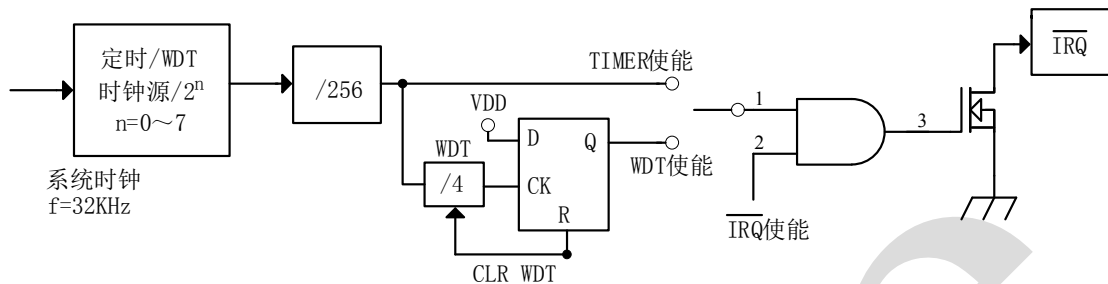 定时/WDT
时钟源/2ⁿ
n=0～7
系统时钟
f=32KHz
/256
TIMER使能
VDD
D
Q
WDT
/4
CK
R
CLR WDT
WDT使能
1
2
3
IRQ使能
IRQ